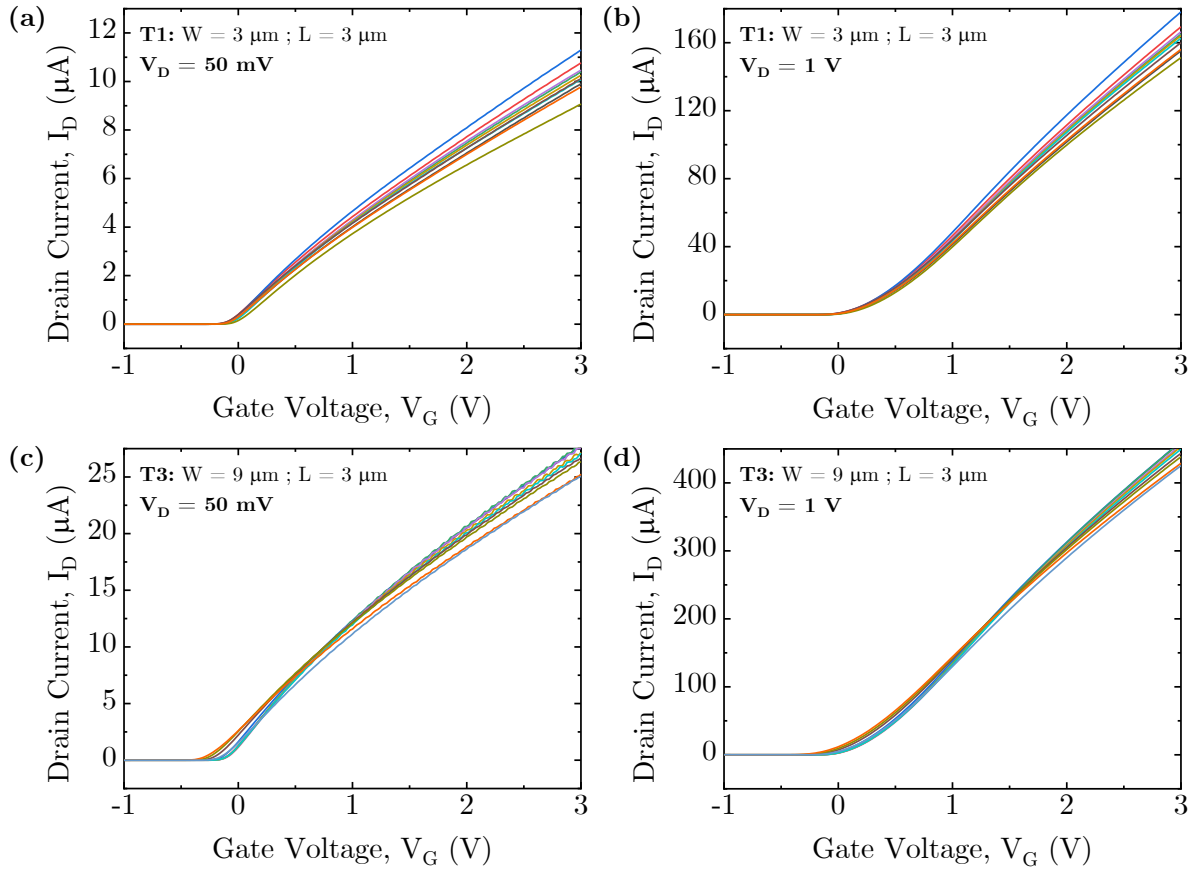 (a)
T1: W = 3 µm ; L = 3 µm
V_D = 50 mV
Drain Current, I_D (µA)
12
10
8
6
4
2
0
-1 0 1 2 3
Gate Voltage, V_G (V)
(b)
T1: W = 3 µm ; L = 3 µm
V_D = 1 V
Drain Current, I_D (µA)
160
120
80
40
0
-1 0 1 2 3
Gate Voltage, V_G (V)
(c)
T3: W = 9 µm ; L = 3 µm
V_D = 50 mV
Drain Current, I_D (µA)
25
20
15
10
5
0
-1 0 1 2 3
Gate Voltage, V_G (V)
(d)
T3: W = 9 µm ; L = 3 µm
V_D = 1 V
Drain Current, I_D (µA)
400
300
200
100
0
-1 0 1 2 3
Gate Voltage, V_G (V)